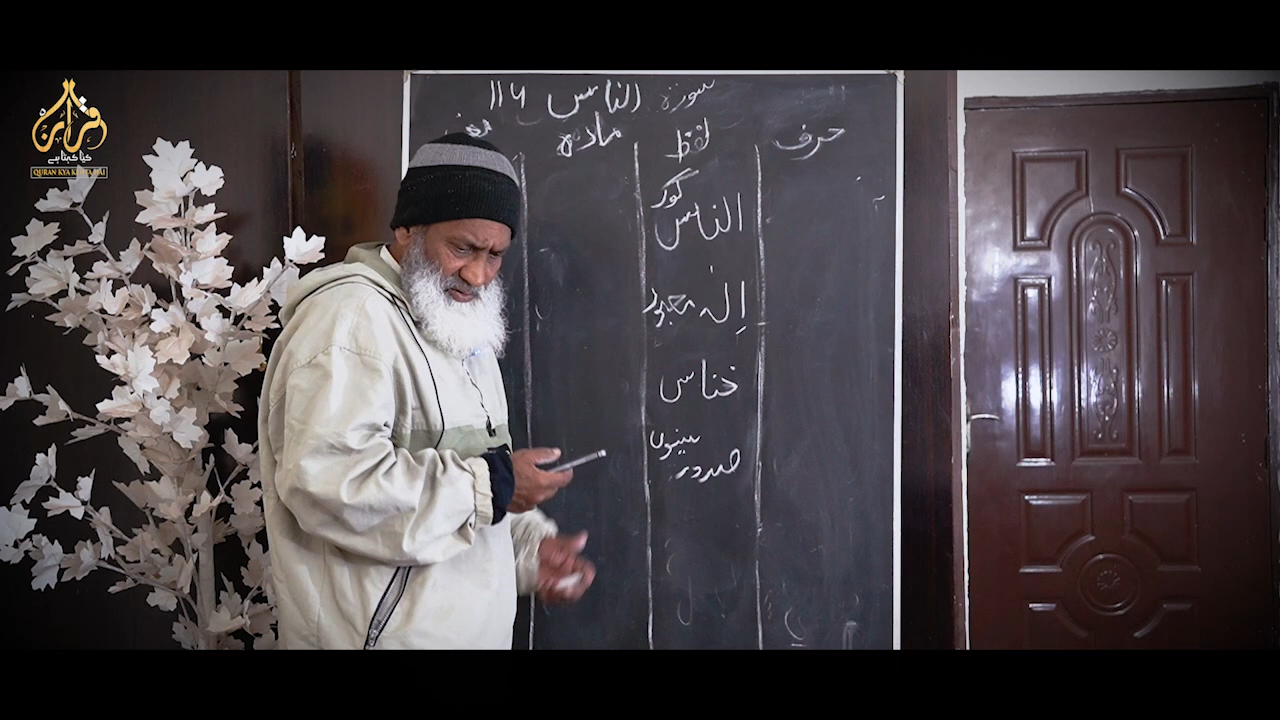 سورۃ الناس ۱۱۴
حرف لفظ مادہ
لوگ
الناس
إلہ معبود
خناس
سینوں
صدور
قرآن
کیا کہتا ہے
QURAN KYA KEHTA HAI